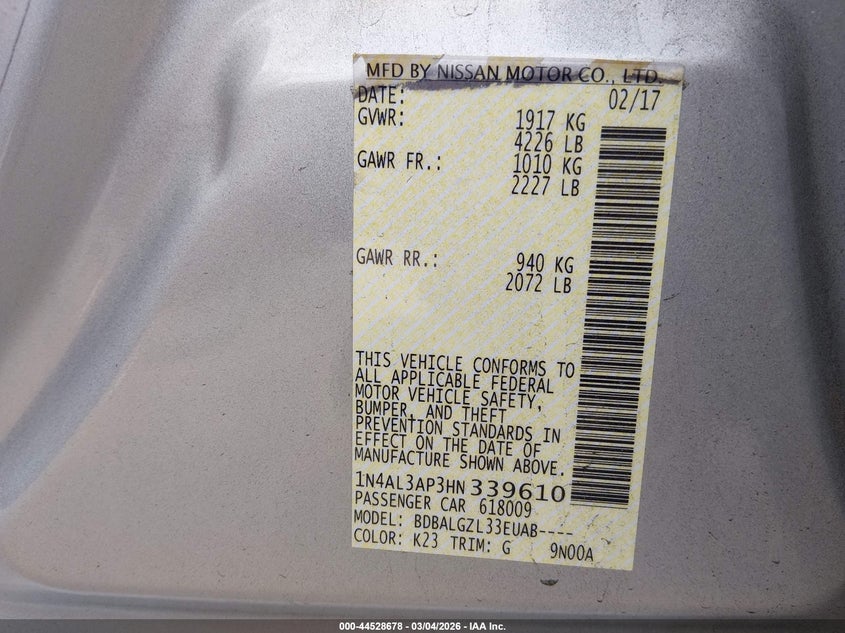 MFD BY NISSAN MOTOR CO., LTD.
DATE: 02/17
GVWR: 1917 KG
4226 LB
GAWR FR.: 1010 KG
2227 LB
GAWR RR.: 940 KG
2072 LB
THIS VEHICLE CONFORMS TO
ALL APPLICABLE FEDERAL
MOTOR VEHICLE SAFETY,
BUMPER, AND THEFT
PREVENTION STANDARDS IN
EFFECT ON THE DATE OF
MANUFACTURE SHOWN ABOVE.
1N4AL3AP3HN 339610
PASSENGER CAR 618009
MODEL: BDBALGZL33EUAB----
COLOR: K23 TRIM: G 9N00A
000-44528678 - 03/04/2026 - IAA Inc.